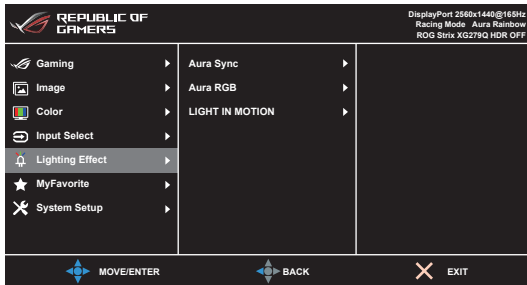 REPUBLIC OF
GAMERS
DisplayPort 2560x1440@165Hz
Racing Mode Aura Rainbow
ROG Strix XG279Q HDR OFF
Gaming
Image
Color
Input Select
Lighting Effect
MyFavorite
System Setup
Aura Sync
Aura RGB
LIGHT IN MOTION
MOVE/ENTER
BACK
EXIT